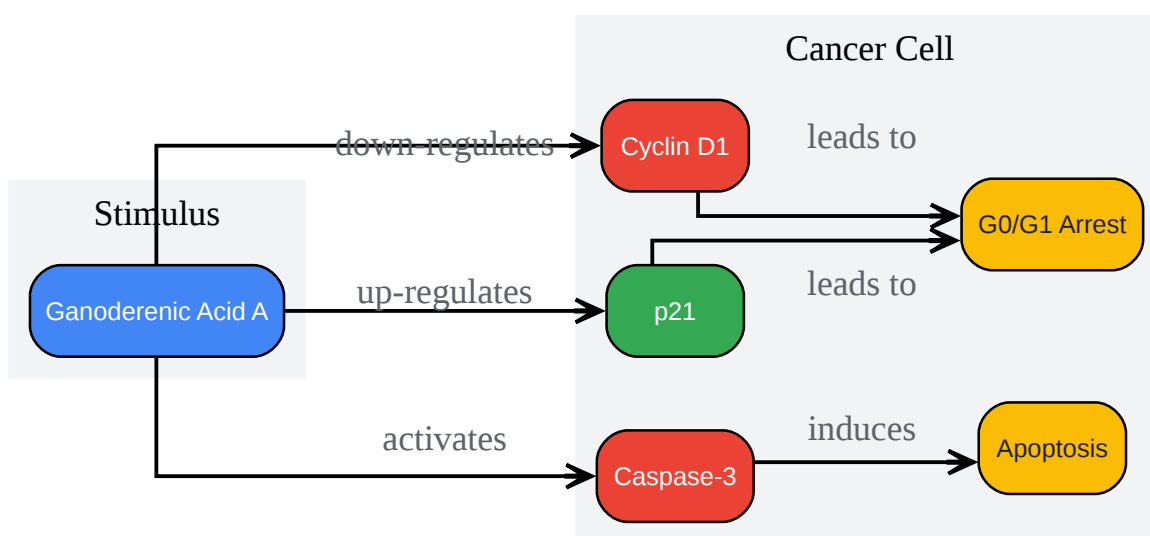 Cancer Cell
down-regulates
Cyclin D1
leads to
Stimulus
G0/G1 Arrest
Ganoderenic Acid A
up-regulates
p21
leads to
activates
Caspase-3
induces
Apoptosis